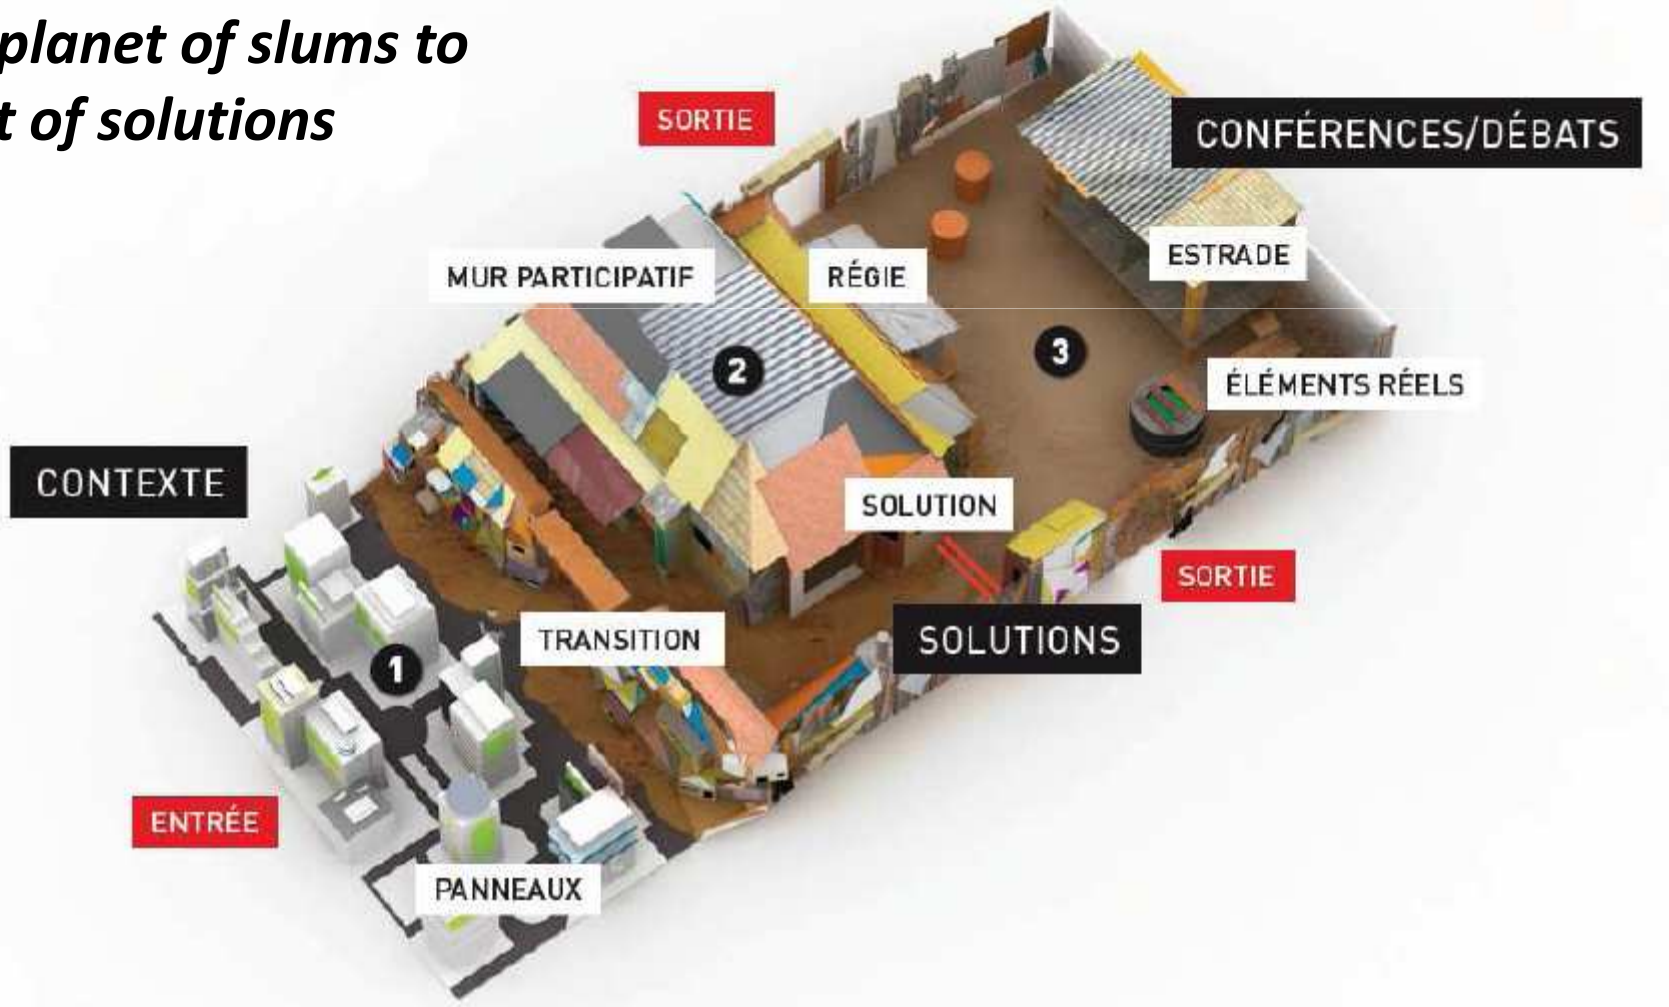 planet of slums to
t of solutions
SORTIE
CONFÉRENCES/DÉBATS
ESTRADE
MUR PARTICIPATIF
RÉGIE
2
3
ÉLÉMENTS RÉELS
CONTEXTE
SOLUTION
SORTIE
TRANSITION
SOLUTIONS
1
ENTRÉE
PANNEAUX